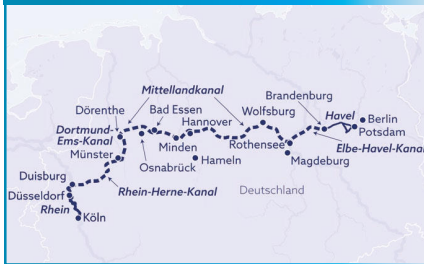 Mittellandkanal
Brandenburg
Dörenthe
Bad Essen
Wolfsburg
Havel
Berlin
Dortmund-
Ems-Kanal
Hannover
Potsdam
Minden
Rothensee
Elbe-Havel-Kanal
Münster
Osnabrück
Hameln
Magdeburg
Duisburg
Düsseldorf
Rhein-Herne-Kanal
Deutschland
Rhein
Köln